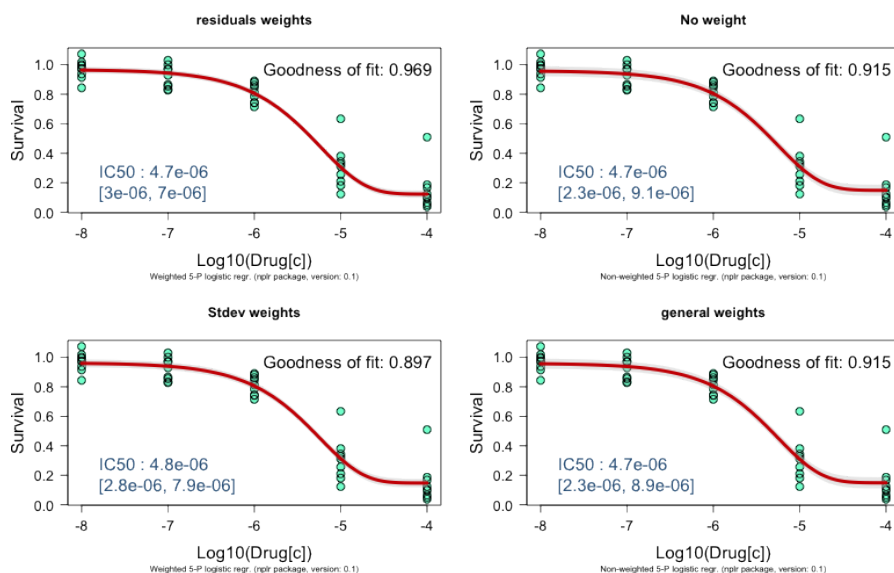 residuals weights
Goodness of fit: 0.969
1.0
0.8
0.6
0.4
0.2
0.0
Survival
IC50 : 4.7e-06
[3e-06, 7e-06]
-8 -7 -6 -5 -4
Log10(Drug[c])
Weighted 5-P logistic regr. (nplr package, version: 0.1)
No weight
Goodness of fit: 0.915
1.0
0.8
0.6
0.4
0.2
0.0
Survival
IC50 : 4.7e-06
[2.3e-06, 9.1e-06]
-8 -7 -6 -5 -4
Log10(Drug[c])
Non-weighted 5-P logistic regr. (nplr package, version: 0.1)
Stdev weights
Goodness of fit: 0.897
1.0
0.8
0.6
0.4
0.2
0.0
Survival
IC50 : 4.8e-06
[2.8e-06, 7.9e-06]
-8 -7 -6 -5 -4
Log10(Drug[c])
Weighted 5-P logistic regr. (nplr package, version: 0.1)
general weights
Goodness of fit: 0.915
1.0
0.8
0.6
0.4
0.2
0.0
Survival
IC50 : 4.7e-06
[2.3e-06, 8.9e-06]
-8 -7 -6 -5 -4
Log10(Drug[c])
Non-weighted 5-P logistic regr. (nplr package, version: 0.1)